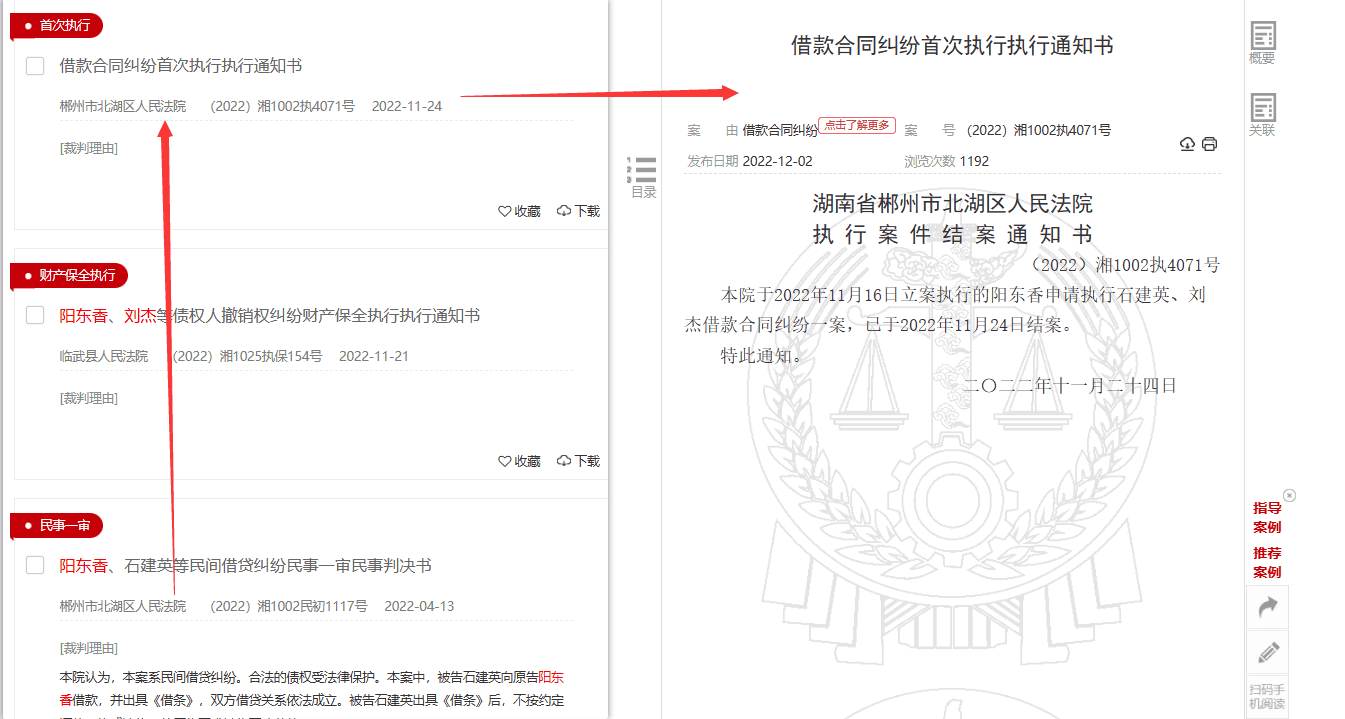 首次执行
借款合同纠纷首次执行执行通知书
郴州市北湖区人民法院 （2022）湘1002执4071号 2022-11-24
[裁判理由]
收藏 下载
财产保全执行
阳东香、刘杰等债权人撤销权纠纷财产保全执行执行通知书
临武县人民法院 （2022）湘1025执保154号 2022-11-21
[裁判理由]
收藏 下载
民事一审
阳东香、石建英等民间借贷纠纷民事一审民事判决书
郴州市北湖区人民法院 （2022）湘1002民初1117号 2022-04-13
[裁判理由]
本院认为，本案系民间借贷纠纷。合法的债权受法律保护。本案中，被告石建英向原告阳东
香借款，并出具《借条》，双方借贷关系依法成立。被告石建英出具《借条》后，不按约定
目录
借款合同纠纷首次执行执行通知书
案 由 借款合同纠纷 点击了解更多 案 号 （2022）湘1002执4071号
发布日期 2022-12-02 浏览次数 1192
湖南省郴州市北湖区人民法院
执 行 案 件 结 案 通 知 书
（2022）湘1002执4071号
本院于2022年11月16日立案执行的阳东香申请执行石建英、刘
杰借款合同纠纷一案，已于2022年11月24日结案。
特此通知。
二〇二二年十一月二十四日
概要
关联
指导
案例
推荐
案例
扫码手
机阅读